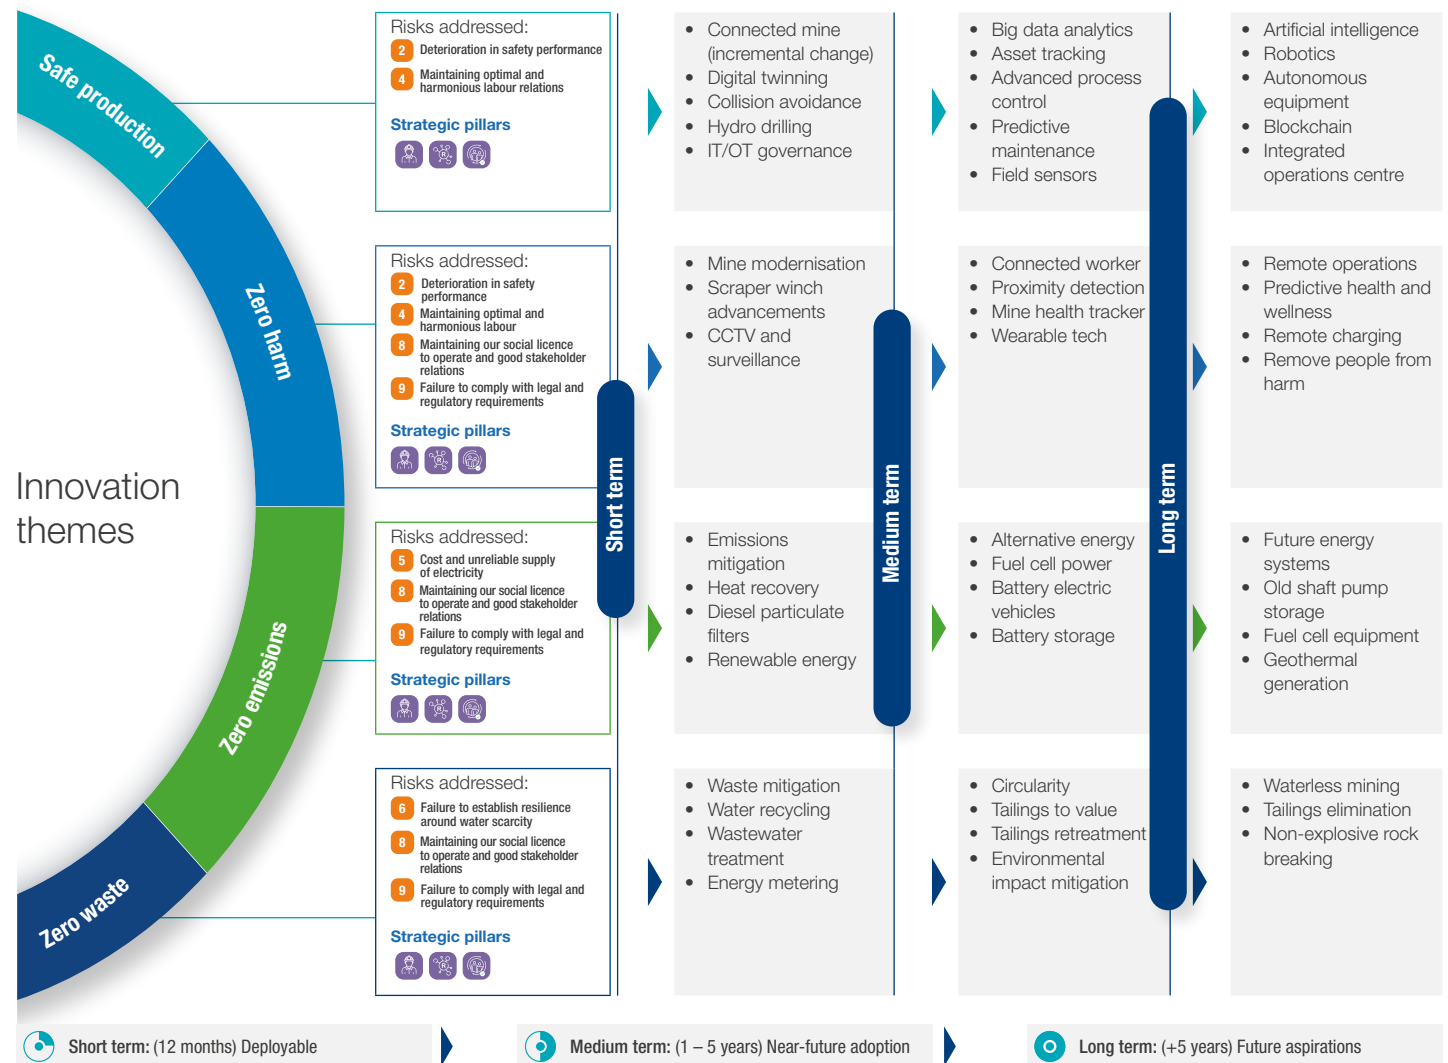 Innovation
themes
Safe production
Risks addressed:
2 Deterioration in safety performance
4 Maintaining optimal and
harmonious labour relations
Strategic pillars
R
Short term
• Connected mine
(incremental change)
• Digital twinning
• Collision avoidance
• Hydro drilling
• IT/OT governance
Medium term
• Big data analytics
• Asset tracking
• Advanced process
control
• Predictive
maintenance
• Field sensors
Long term
• Artificial intelligence
• Robotics
• Autonomous
equipment
• Blockchain
• Integrated
operations centre
Zero harm
Risks addressed:
2 Deterioration in safety
performance
4 Maintaining optimal and
harmonious labour
8 Maintaining our social licence
to operate and good stakeholder
relations
9 Failure to comply with legal and
regulatory requirements
Strategic pillars
R
• Mine modernisation
• Scraper winch
advancements
• CCTV and
surveillance
• Connected worker
• Proximity detection
• Mine health tracker
• Wearable tech
• Remote operations
• Predictive health and
wellness
• Remote charging
• Remove people from
harm
Zero emissions
Risks addressed:
5 Cost and unreliable supply
of electricity
8 Maintaining our social licence
to operate and good stakeholder
relations
9 Failure to comply with legal and
regulatory requirements
Strategic pillars
R
• Emissions
mitigation
• Heat recovery
• Diesel particulate
filters
• Renewable energy
• Alternative energy
• Fuel cell power
• Battery electric
vehicles
• Battery storage
• Future energy
systems
• Old shaft pump
storage
• Fuel cell equipment
• Geothermal
generation
Zero waste
Risks addressed:
6 Failure to establish resilience
around water scarcity
8 Maintaining our social licence
to operate and good stakeholder
relations
9 Failure to comply with legal and
regulatory requirements
Strategic pillars
R
• Waste mitigation
• Water recycling
• Wastewater
treatment
• Energy metering
• Circularity
• Tailings to value
• Tailings retreatment
• Environmental
impact mitigation
• Waterless mining
• Tailings elimination
• Non-explosive rock
breaking
Short term: (12 months) Deployable
Medium term: (1 – 5 years) Near-future adoption
Long term: (+5 years) Future aspirations